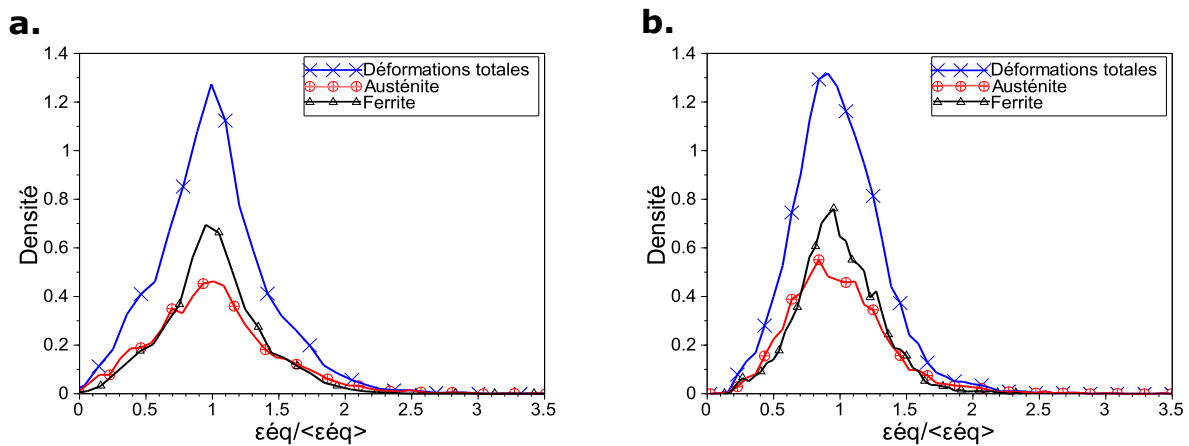 a.
1.4
1.2
1
0.8
0.6
0.4
0.2
0
Densité
0
0.5
1
1.5
2
2.5
3
3.5
εéq/<εéq>
Déformations totales
Austénite
Ferrite
b.
1.4
1.2
1
0.8
0.6
0.4
0.2
0
Densité
0
0.5
1
1.5
2
2.5
3
3.5
εéq/<εéq>
Déformations totales
Austénite
Ferrite